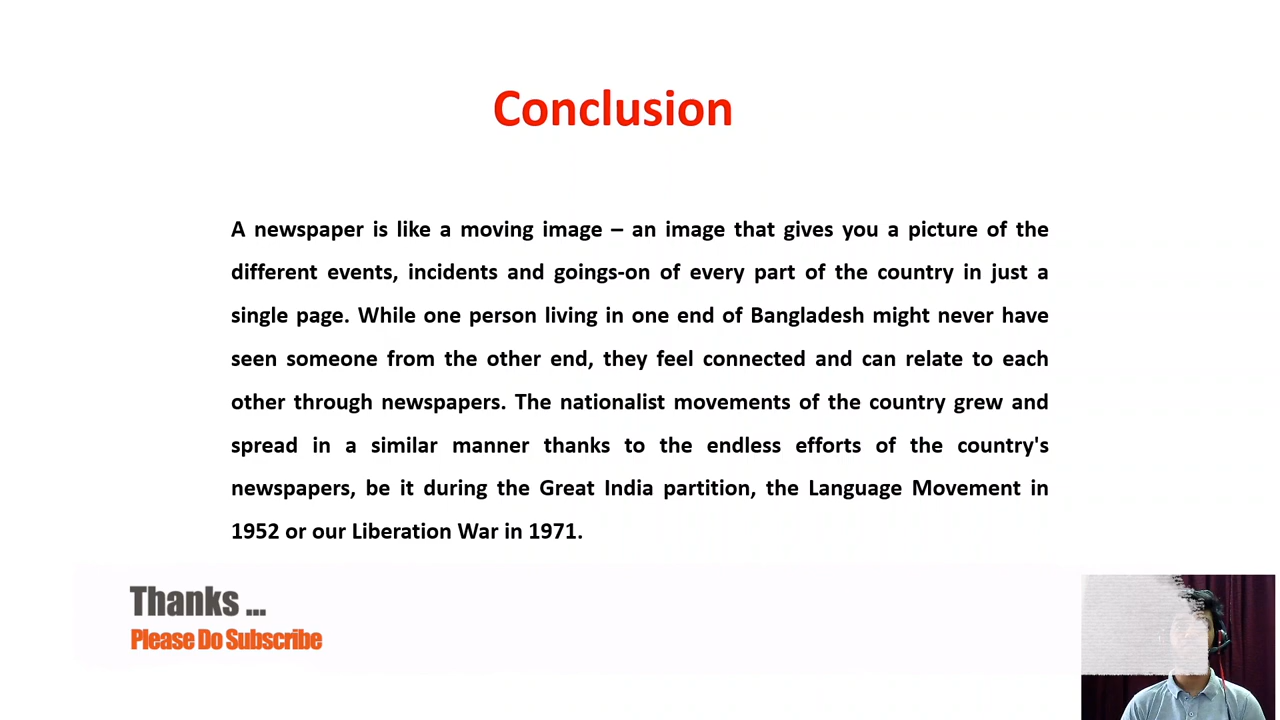 Conclusion
A newspaper is like a moving image – an image that gives you a picture of the
different events, incidents and goings-on of every part of the country in just a
single page. While one person living in one end of Bangladesh might never have
seen someone from the other end, they feel connected and can relate to each
other through newspapers. The nationalist movements of the country grew and
spread in a similar manner thanks to the endless efforts of the country's
newspapers, be it during the Great India partition, the Language Movement in
1952 or our Liberation War in 1971.
Thanks ...
Please Do Subscribe